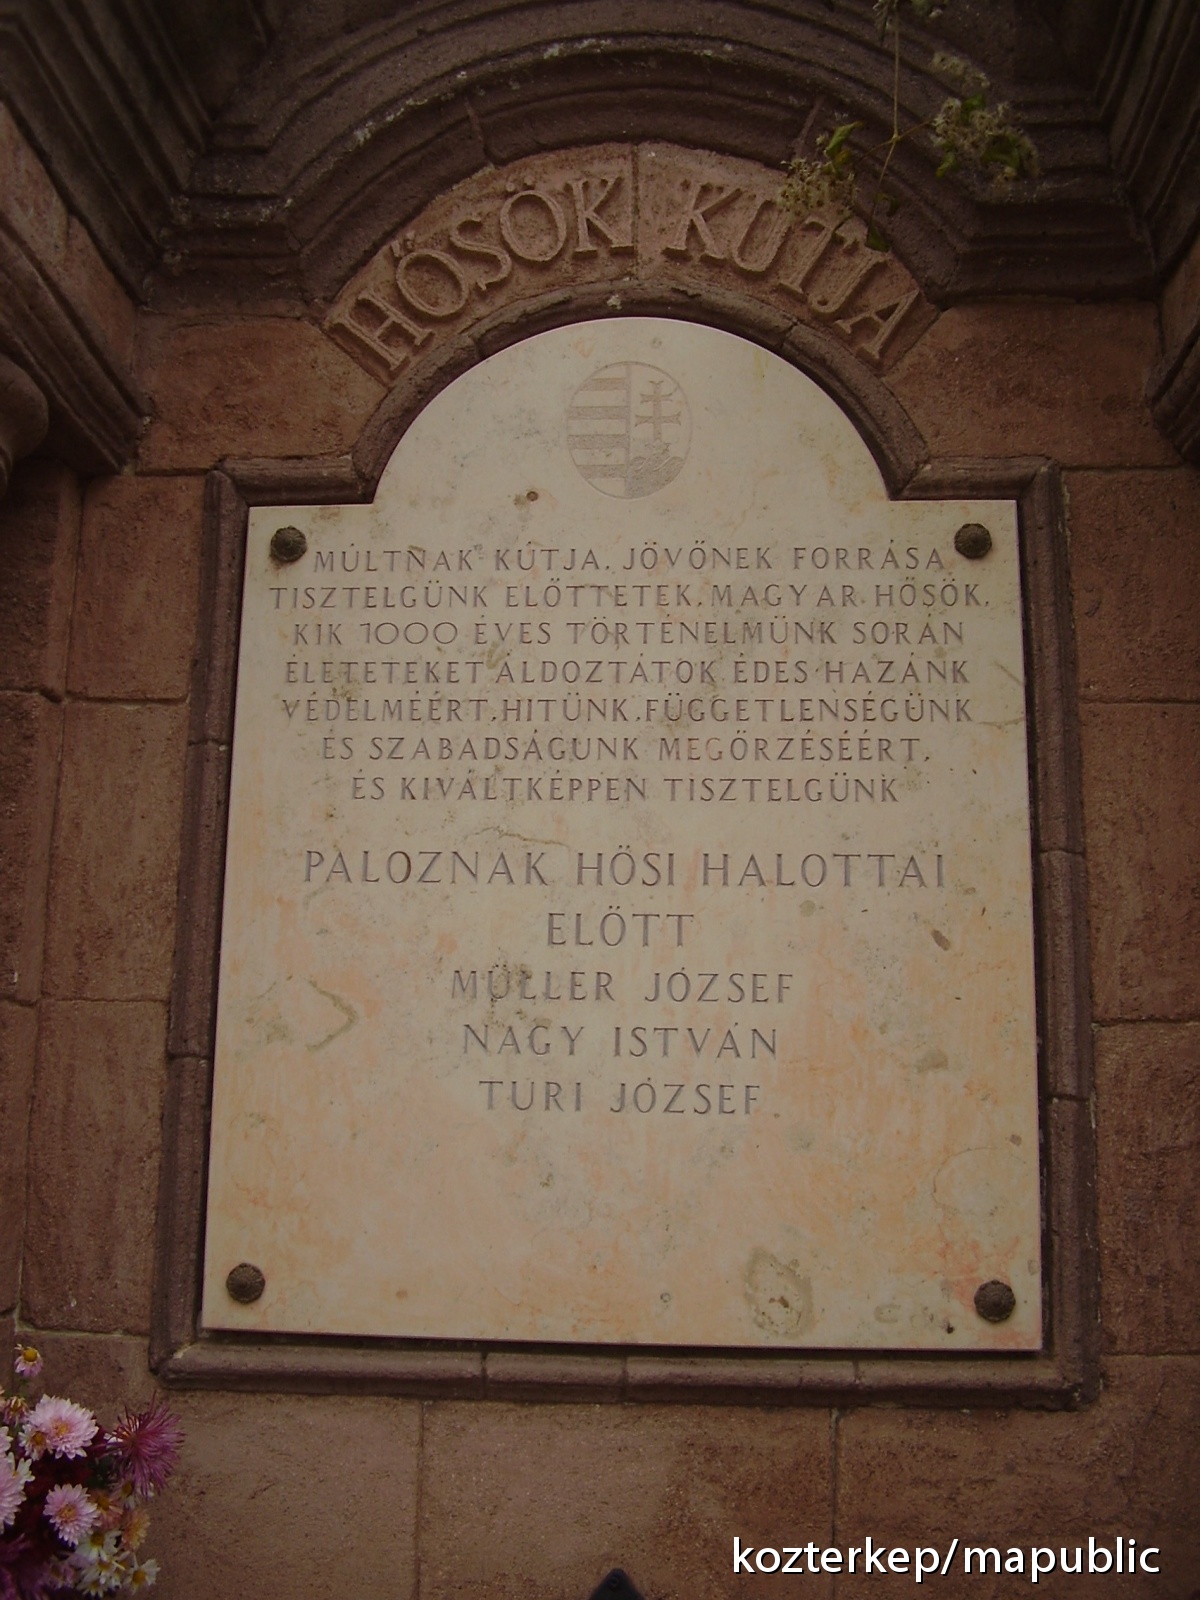 HŐSÖK KÚTJA
MÚLTNAK KÚTJA, JÖVŐNEK FORRÁSA
TISZTELGÜNK ELŐTTETEK, MAGYAR HŐSÖK,
KIK 1000 ÉVES TÖRTÉNELMÜNK SORÁN
ÉLETETEKET ÁLDOZTÁTOK ÉDES HAZÁNK
VÉDELMÉÉRT, HITÜNK, FÜGGETLENSÉGÜNK
ÉS SZABADSÁGUNK MEGŐRZÉSÉÉRT,
ÉS KIVÁLTKÉPPEN TISZTELGÜNK
PALOZNAK HŐSI HALOTTAI
ELŐTT
MÜLLER JÓZSEF
NAGY ISTVÁN
TURI JÓZSEF
kozterkep/mapublic